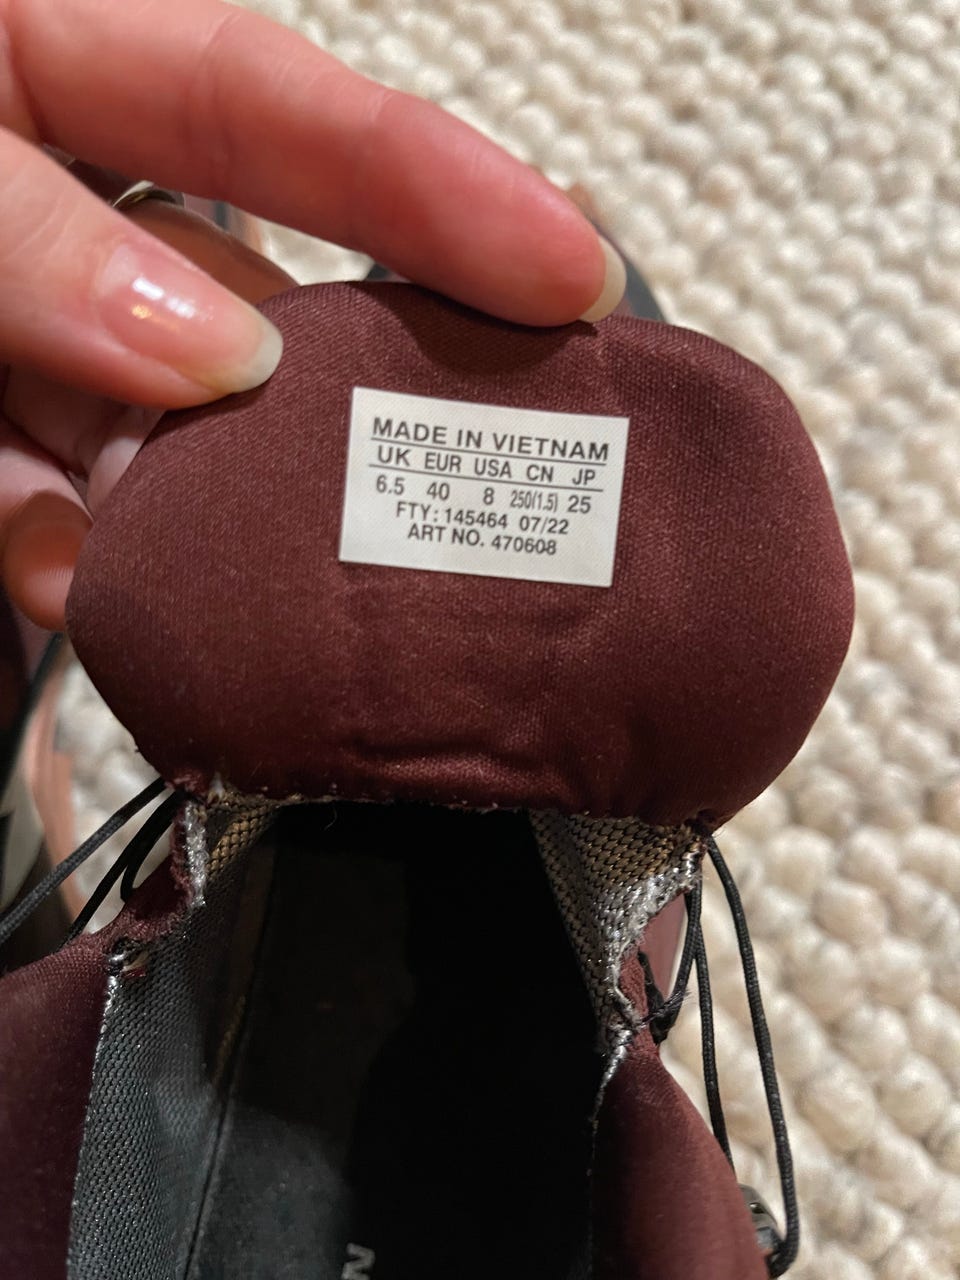 MADE IN VIETNAM
UK EUR USA CN JP
6.5 40 8 250(1.5) 25
FTY: 145464 07/22
ART NO. 470608